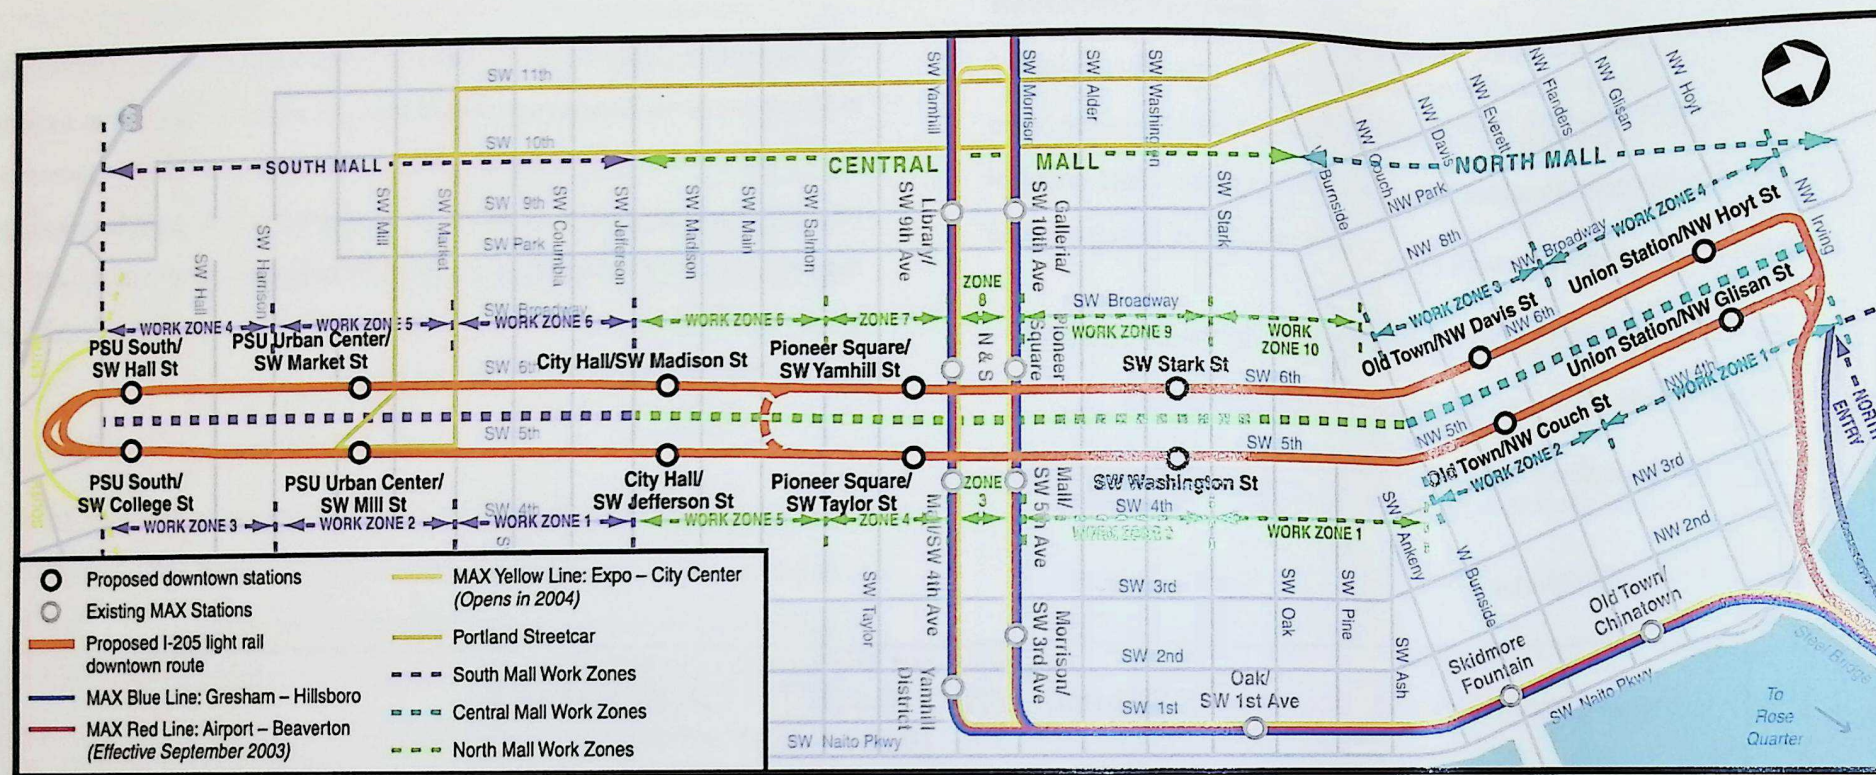 SW 11th
SW 10th
SW 9th
SW Park
SW Broadway
SW Yamhill
SW Morrison
SW Alder
SW Washington
NW Couch
NW Davis
NW Everett
NW Flanders
NW Glisan
NW Hoyt
NW Irving
SOUTH MALL
CENTRAL
MALL
NORTH MALL
SW Hall
SW Harrison
SW Mill
SW Market
SW Columbia
SW Jefferson
SW Madison
SW Main
SW Salmon
Library/
SW 9th Ave
Galleria/
SW 10th Ave
SW Stark
W Burnside
NW Park
NW 8th
NW Broadway
WORK ZONE 4
WORK ZONE 5
WORK ZONE 6
WORK ZONE 6
ZONE 7
ZONE
8
N & S
Pioneer
Square
SW Broadway
WORK ZONE 9
WORK
ZONE 10
WORK ZONE 3
WORK ZONE 4
PSU South/
SW Hall St
PSU Urban Center/
SW Market St
City Hall/SW Madison St
Pioneer Square/
SW Yamhill St
SW Stark St
Old Town/NW Davis St
Union Station/NW Hoyt St
SW 6th
SW 6th
NW 6th
SW 5th
SW 5th
NW 5th
Union Station/NW Glisan St
Old Town/NW Couch St
NW 4th
WORK ZONE 1
WORK ZONE 2
NORTH
ENTRY
PSU South/
SW College St
PSU Urban Center/
SW Mill St
City Hall/
SW Jefferson St
Pioneer Square/
SW Taylor St
SW Washington St
SW 4th
SW 4th
WORK ZONE 3
WORK ZONE 2
WORK ZONE 1
WORK ZONE 5
ZONE 4
ZONE
3
WORK ZONE 2
WORK ZONE 1
Mall/SW 4th Ave
Mall/
SW 5th Ave
SW Ankeny
W Burnside
NW 3rd
NW 2nd
SW Taylor
SW 3rd
SW Oak
SW Pine
SW Ash
Morrison/
SW 3rd Ave
SW 2nd
Yamhill
District
SW 1st
Oak/
SW 1st Ave
Skidmore
Fountain
Old Town/
Chinatown
SW Naito Pkwy
SW Naito Pkwy
Steel Bridge
To
Rose
Quarter
Proposed downtown stations
Existing MAX Stations
Proposed I-205 light rail
downtown route
MAX Blue Line: Gresham – Hillsboro
MAX Red Line: Airport – Beaverton
(Effective September 2003)
MAX Yellow Line: Expo – City Center
(Opens in 2004)
Portland Streetcar
South Mall Work Zones
Central Mall Work Zones
North Mall Work Zones